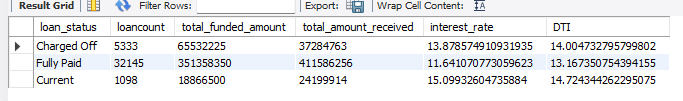 Result Grid Filter Rows: Export: Wrap Cell Content:
loan_status loancount total_funded_amount total_amount_received interest_rate DTI
Charged Off 5333 65532225 37284763 13.878574910931935 14.004732795799802
Fully Paid 32145 351358350 411586256 11.641070773059623 13.167350754394155
Current 1098 18866500 24199914 15.09932604735884 14.724344262295075